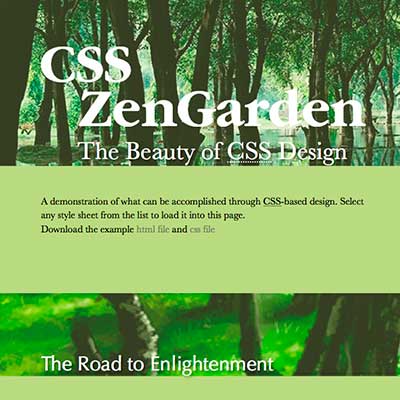 CSS
ZenGarden
The Beauty of CSS Design
A demonstration of what can be accomplished through CSS-based design. Select
any style sheet from the list to load it into this page.
Download the example html file and css file
The Road to Enlightenment